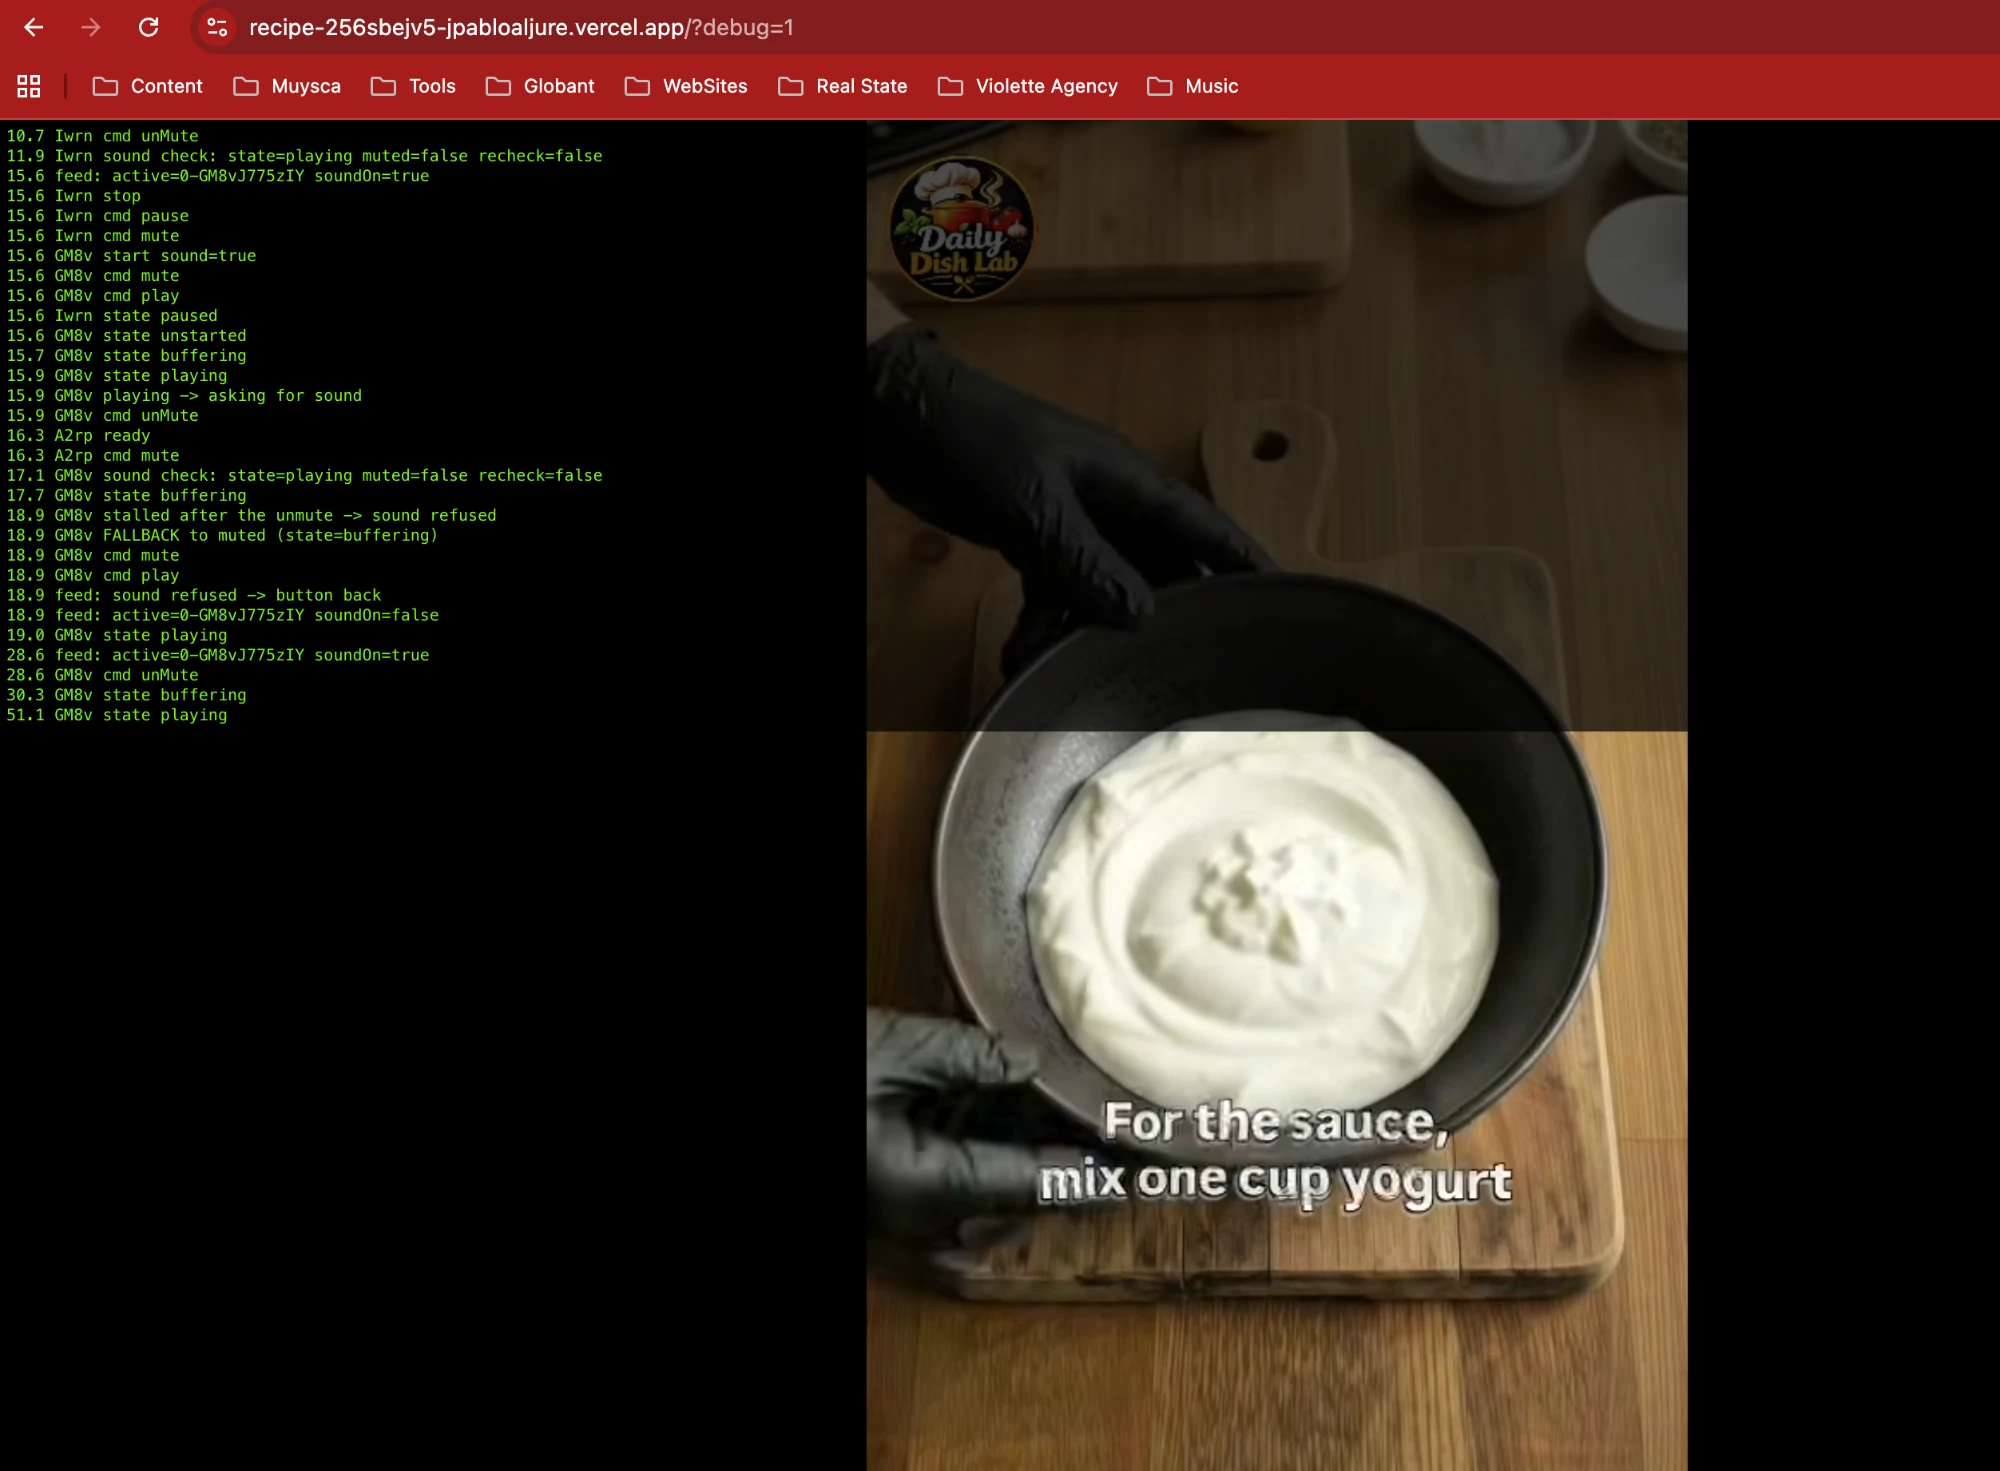 recipe-256sbejv5-jpabloaljure.vercel.app/?debug=1
Content Muysca Tools Globant WebSites Real State Violette Agency Music
10.7 Iwrn cmd unMute
11.9 Iwrn sound check: state=playing muted=false recheck=false
15.6 feed: active=0-GM8vJ775zIY soundOn=true
15.6 Iwrn stop
15.6 Iwrn cmd pause
15.6 Iwrn cmd mute
15.6 GM8v start sound=true
15.6 GM8v cmd mute
15.6 GM8v cmd play
15.6 Iwrn state paused
15.6 GM8v state unstarted
15.7 GM8v state buffering
15.9 GM8v state playing
15.9 GM8v playing -> asking for sound
15.9 GM8v cmd unMute
16.3 A2rp ready
16.3 A2rp cmd mute
17.1 GM8v sound check: state=playing muted=false recheck=false
17.7 GM8v state buffering
18.9 GM8v stalled after the unmute -> sound refused
18.9 GM8v FALLBACK to muted (state=buffering)
18.9 GM8v cmd mute
18.9 GM8v cmd play
18.9 feed: sound refused -> button back
18.9 feed: active=0-GM8vJ775zIY soundOn=false
19.0 GM8v state playing
28.6 feed: active=0-GM8vJ775zIY soundOn=true
28.6 GM8v cmd unMute
30.3 GM8v state buffering
51.1 GM8v state playing
Daily
Dish Lab
For the sauce,
mix one cup yogurt